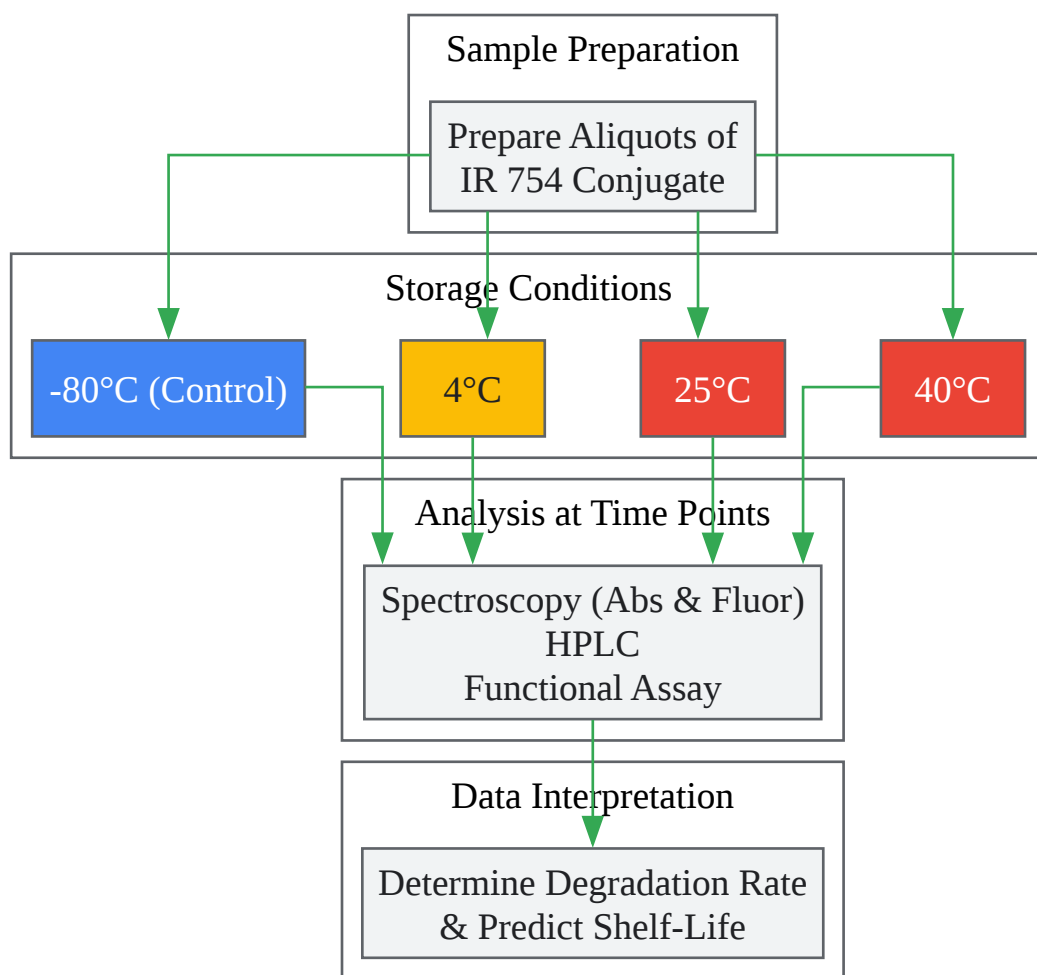 Sample Preparation
Prepare Aliquots of
IR 754 Conjugate
Storage Conditions
-80°C (Control)
4°C
25°C
40°C
Analysis at Time Points
Spectroscopy (Abs & Fluor)
HPLC
Functional Assay
Data Interpretation
Determine Degradation Rate
& Predict Shelf-Life